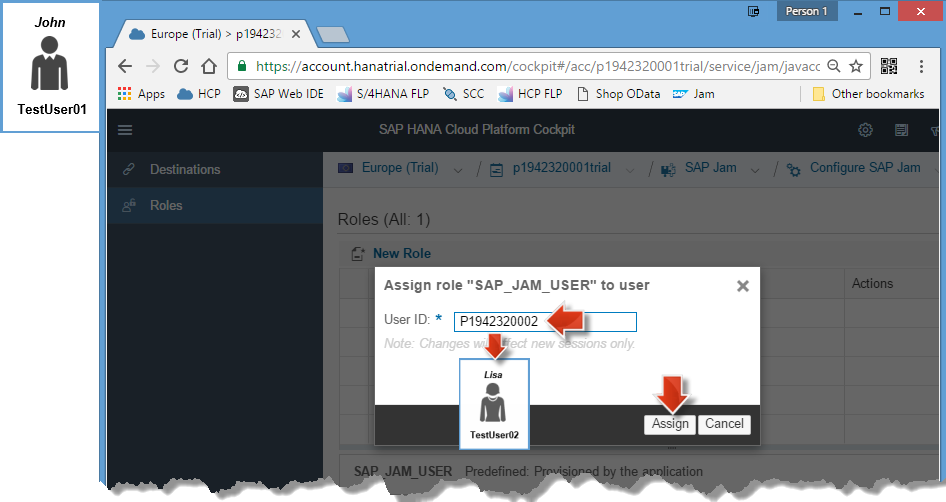 John
TestUser01
Person 1
Europe (Trial) > p1942320
https://account.hanatrial.ondemand.com/cockpit#/acc/p1942320001trial/service/jam/javacc
Apps HCP SAP Web IDE S/4HANA FLP SCC HCP FLP Shop OData Jam Other bookmarks
SAP HANA Cloud Platform Cockpit
Destinations
Roles
Europe (Trial) / p1942320001trial / SAP Jam / Configure SAP Jam
Roles (All: 1)
New Role
Actions
Assign role "SAP_JAM_USER" to user
User ID: * P1942320002
Note: Changes will affect new sessions only.
Lisa
TestUser02
Assign Cancel
SAP_JAM_USER Predefined: Provisioned by the application